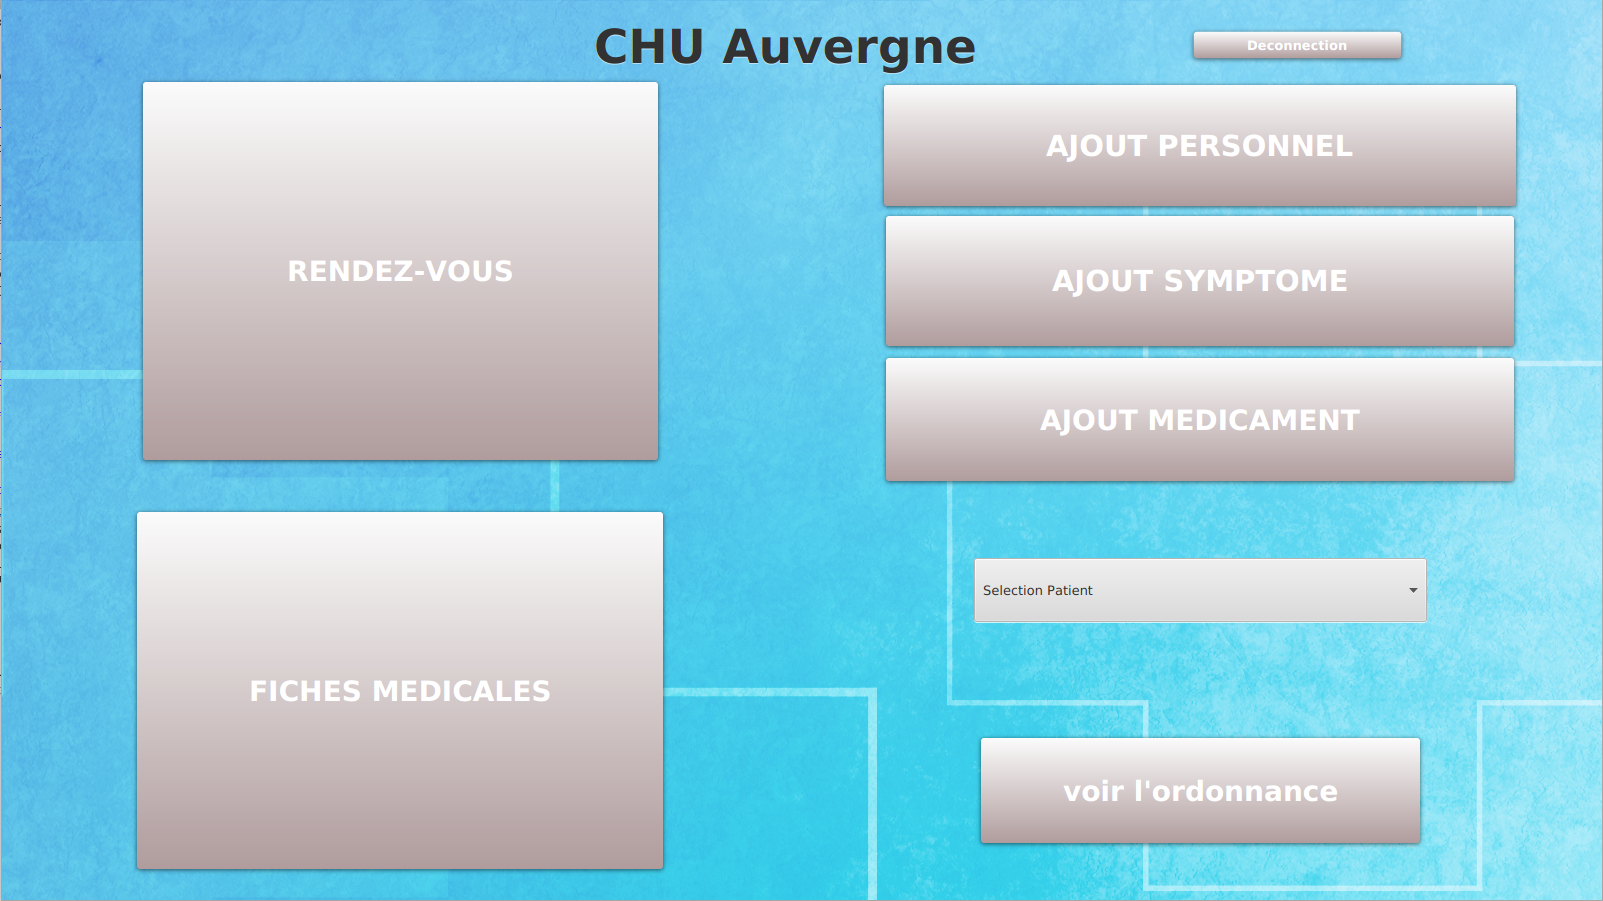 CHU Auvergne
Deconnection
RENDEZ-VOUS
AJOUT PERSONNEL
AJOUT SYMPTOME
AJOUT MEDICAMENT
FICHES MEDICALES
Selection Patient
voir l'ordonnance